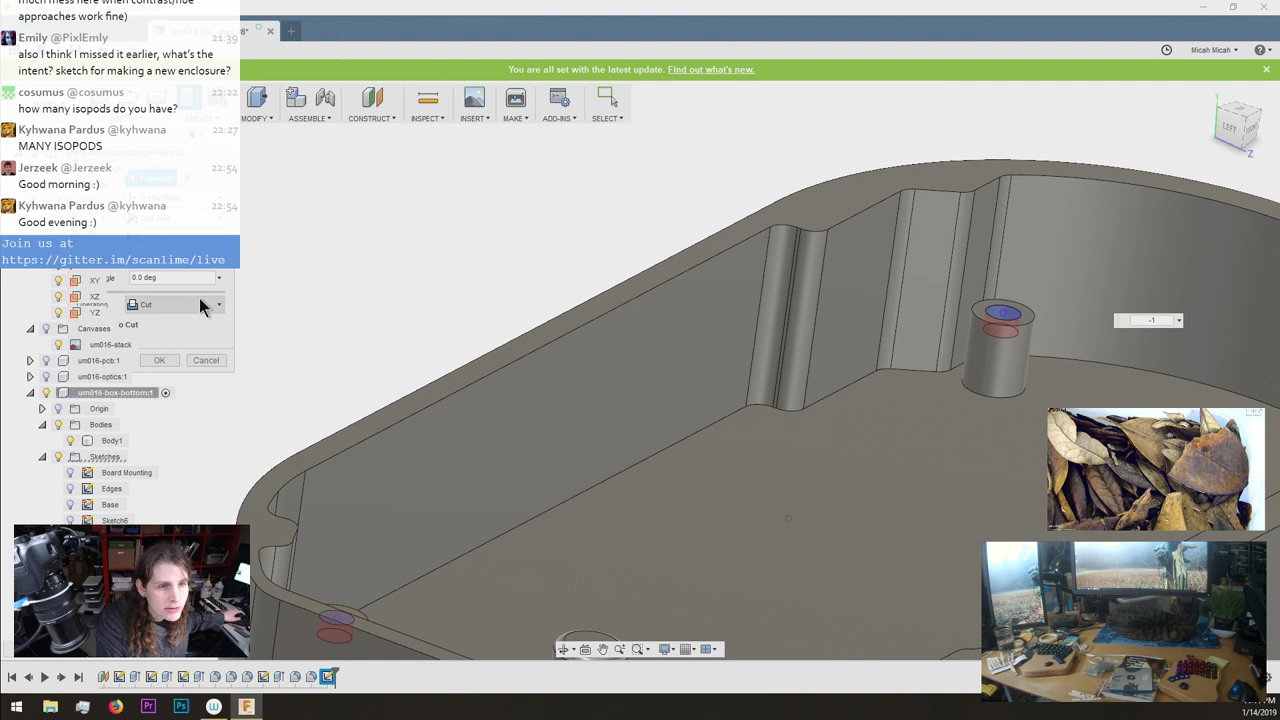 much mess here when contrast/hue
approaches work fine)
Emily @PixlEmly 21:39
also I think I missed it earlier, what's the
intent? sketch for making a new enclosure?
cosumus @cosumus 22:22
how many isopods do you have?
Kyhwana Pardus @kyhwana 22:27
MANY ISOPODS
Jerzeek @Jerzeek 22:54
Good morning :)
Kyhwana Pardus @kyhwana 22:54
Good evening :)
Join us at
https://gitter.im/scanlime/live
Micah Micah
You are all set with the latest update. Find out what's new.
MODIFY
ASSEMBLE
CONSTRUCT
INSPECT
INSERT
MAKE
ADD-INS
SELECT
Y
LEFT
Z
XY
0.0 deg
XZ
Cut
YZ
Canvases
o Cut
um016-stack
um016-pcb:1
OK
Cancel
um016-optics:1
um016-box-bottom:1
Origin
Bodies
Body1
Sketches
Board Mounting
Edges
Base
Sketch6
-1
1/14/2019